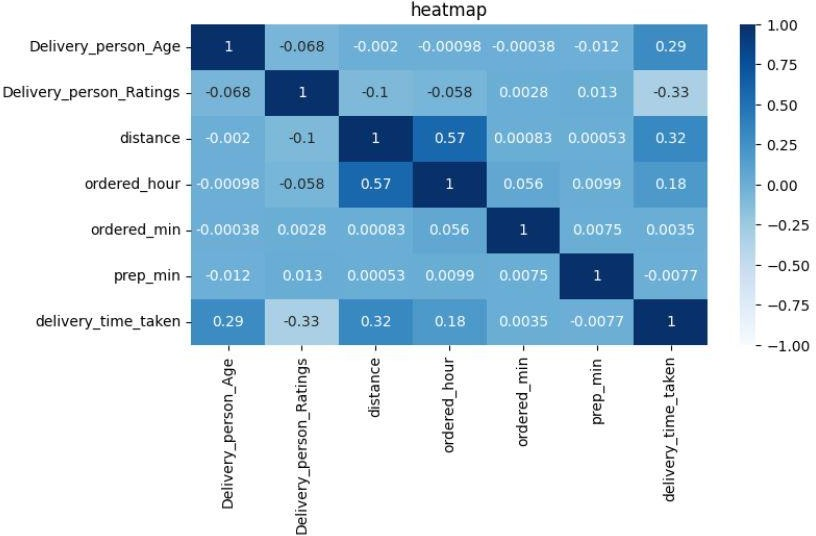 heatmap
Delivery_person_Age 1 -0.068 -0.002 -0.00098 -0.00038 -0.012 0.29
Delivery_person_Ratings -0.068 1 -0.1 -0.058 0.0028 0.013 -0.33
distance -0.002 -0.1 1 0.57 0.00083 0.00053 0.32
ordered_hour -0.00098 -0.058 0.57 1 0.056 0.0099 0.18
ordered_min -0.00038 0.0028 0.00083 0.056 1 0.0075 0.0035
prep_min -0.012 0.013 0.00053 0.0099 0.0075 1 -0.0077
delivery_time_taken 0.29 -0.33 0.32 0.18 0.0035 -0.0077 1
Delivery_person_Age
Delivery_person_Ratings
distance
ordered_hour
ordered_min
prep_min
delivery_time_taken
1.00
0.75
0.50
0.25
0.00
−0.25
−0.50
−0.75
−1.00